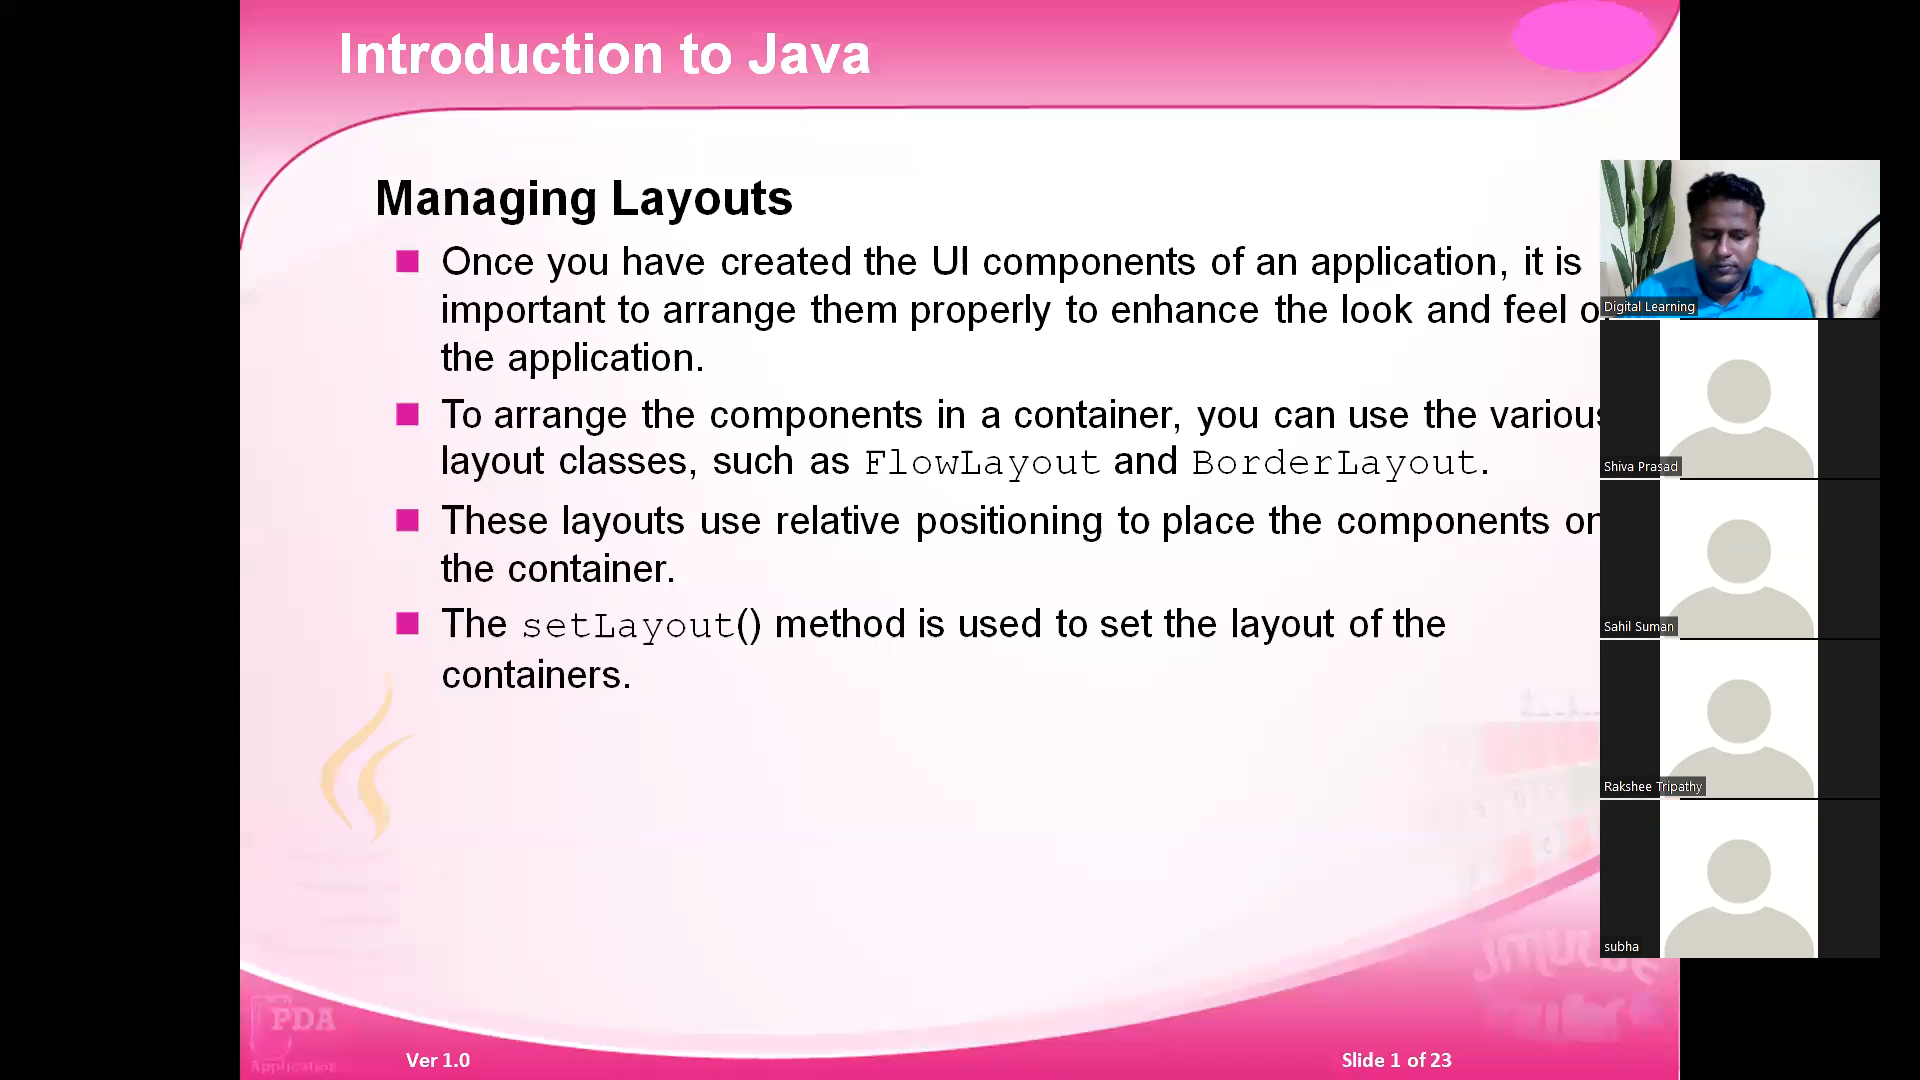 Introduction to Java
Managing Layouts
Once you have created the UI components of an application, it is
important to arrange them properly to enhance the look and feel
the application.
To arrange the components in a container, you can use the various
layout classes, such as FlowLayout and BorderLayout.
These layouts use relative positioning to place the components on
the container.
The setLayout() method is used to set the layout of the
containers.
Digital Learning
Shiva Prasad
Sahil Suman
Rakshee Tripathy
subha
PDA
Application
Ver 1.0
Slide 1 of 23